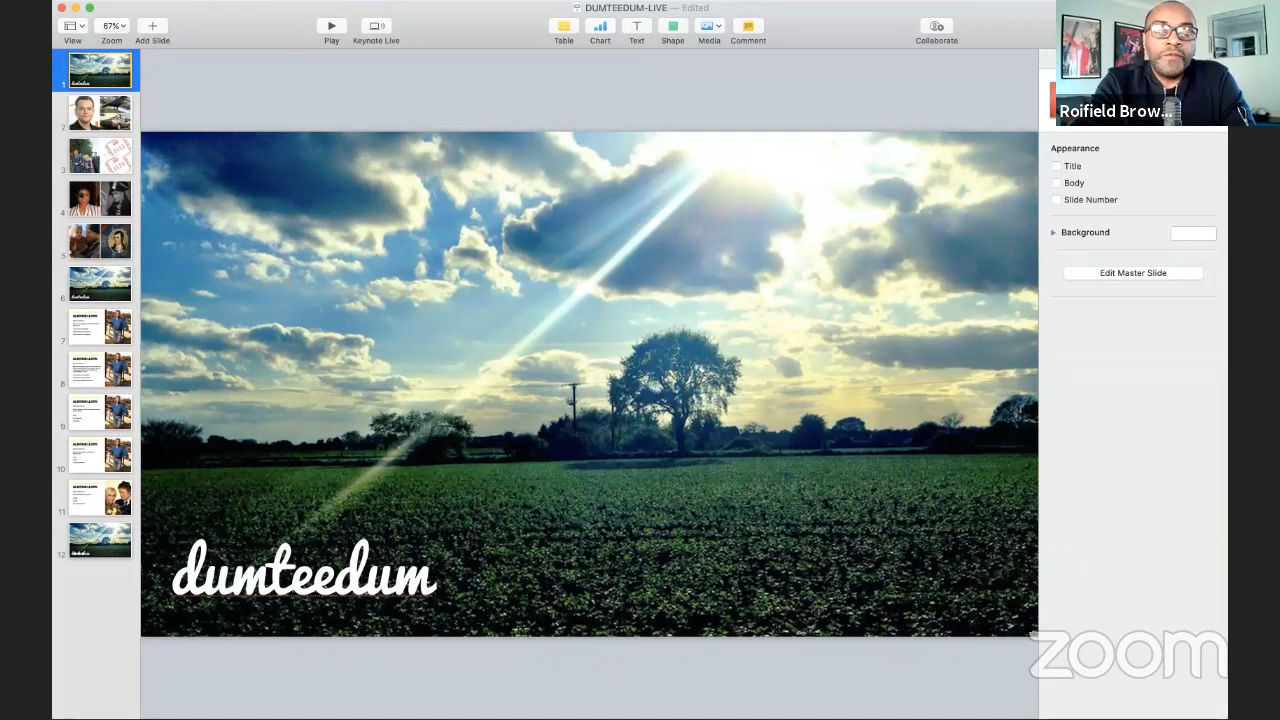 DUMTEEDUM-LIVE — Edited
67%
View
Zoom
Add Slide
Play
Keynote Live
Table
Chart
Text
Shape
Media
Comment
Collaborate
Roifield Brow...
1
2
3
4
5
6
7
8
9
10
11
12
Appearance
Title
Body
Slide Number
Background
Edit Master Slide
dumteedum
zoom